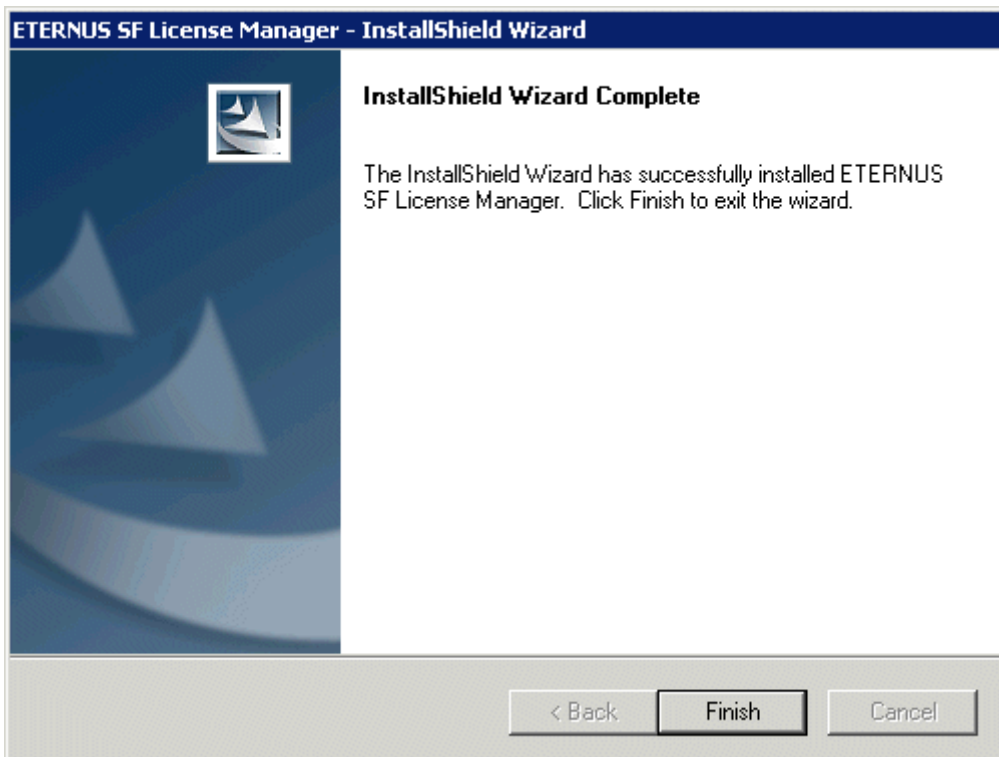 ETERNUS SF License Manager - InstallShield Wizard
InstallShield Wizard Complete
The InstallShield Wizard has successfully installed ETERNUS
SF License Manager.  Click Finish to exit the wizard.
< Back
Finish
Cancel